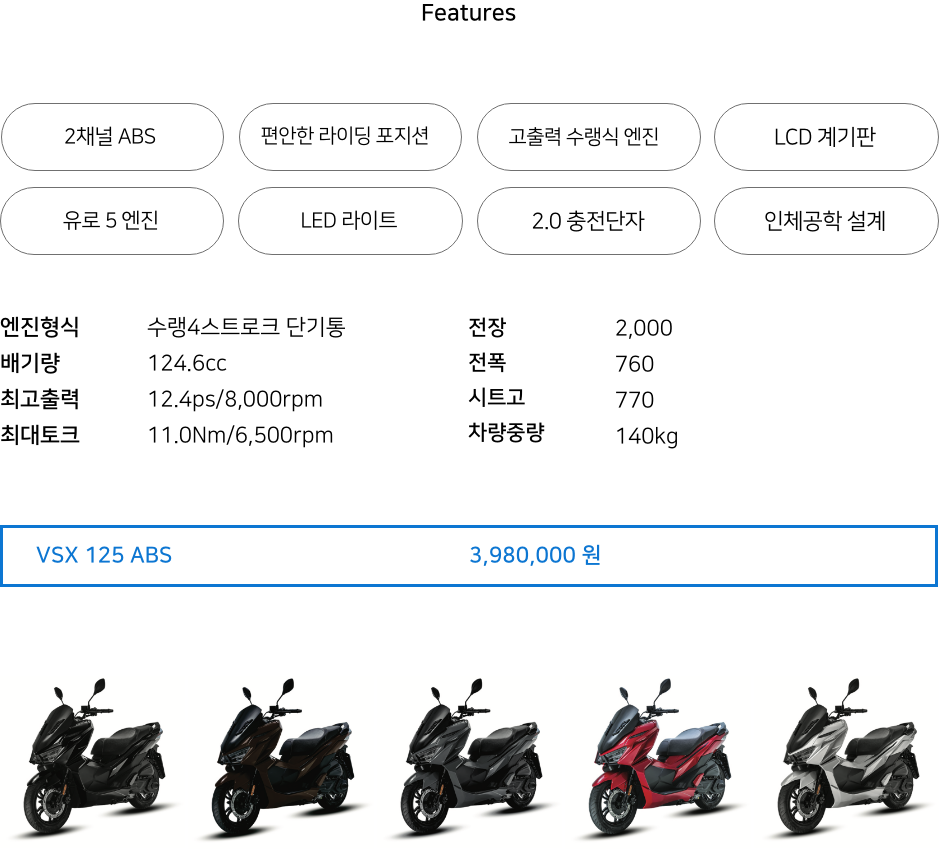 Features
2채널 ABS
편안한 라이딩 포지션
고출력 수랭식 엔진
LCD 계기판
유로 5 엔진
LED 라이트
2.0 충전단자
인체공학 설계
엔진형식 수랭4스트로크 단기통
배기량 124.6cc
최고출력 12.4ps/8,000rpm
최대토크 11.0Nm/6,500rpm
전장 2,000
전폭 760
시트고 770
차량중량 140kg
VSX 125 ABS 3,980,000 원